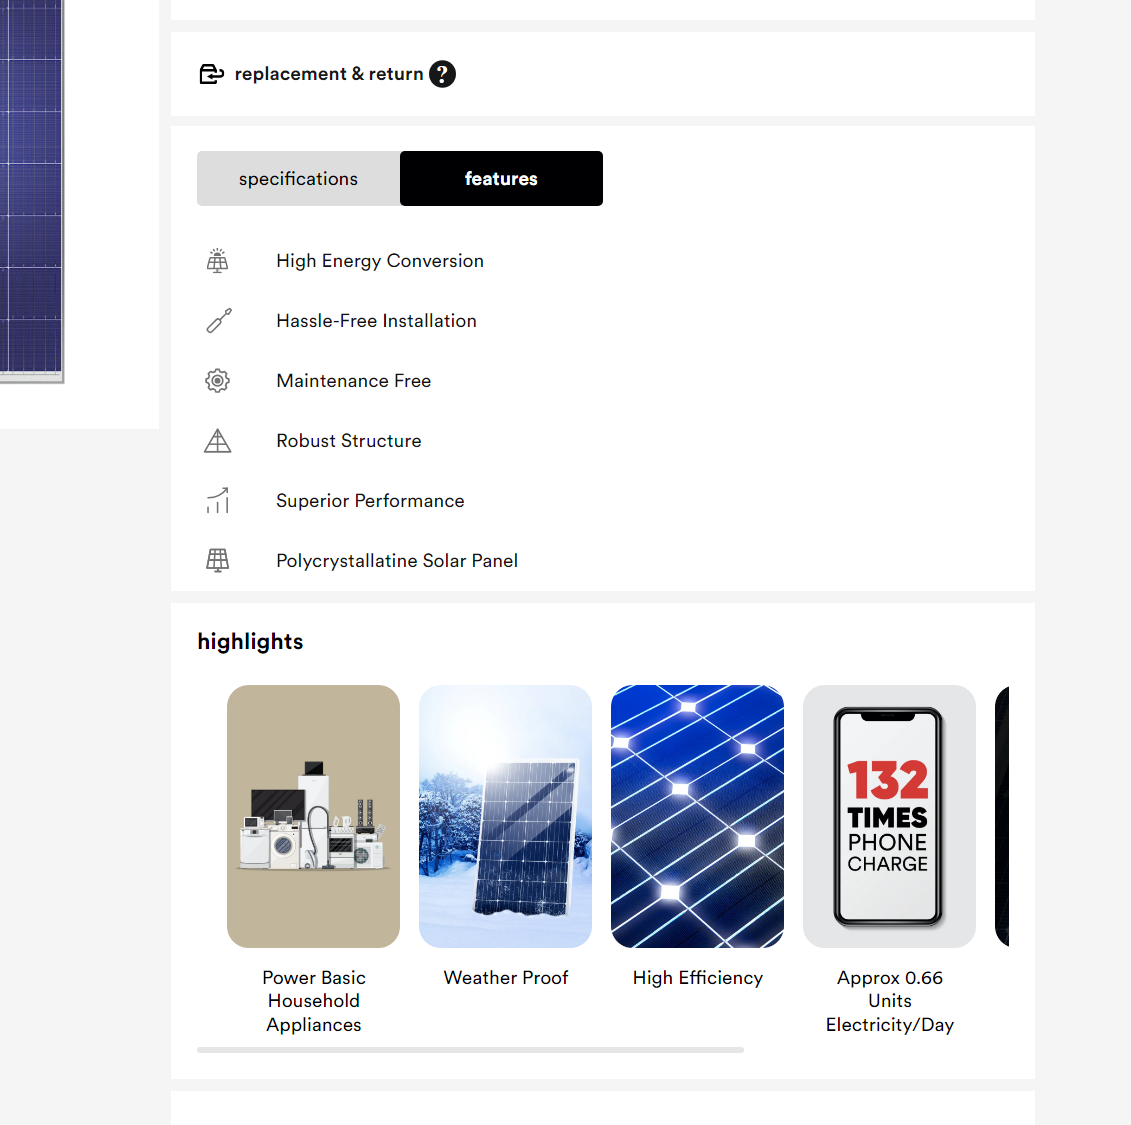 replacement & return ?
specifications
features
High Energy Conversion
Hassle-Free Installation
Maintenance Free
Robust Structure
Superior Performance
Polycrystallatine Solar Panel
highlights
132
TIMES
PHONE
CHARGE
Power Basic
Household
Appliances
Weather Proof
High Efficiency
Approx 0.66
Units
Electricity/Day